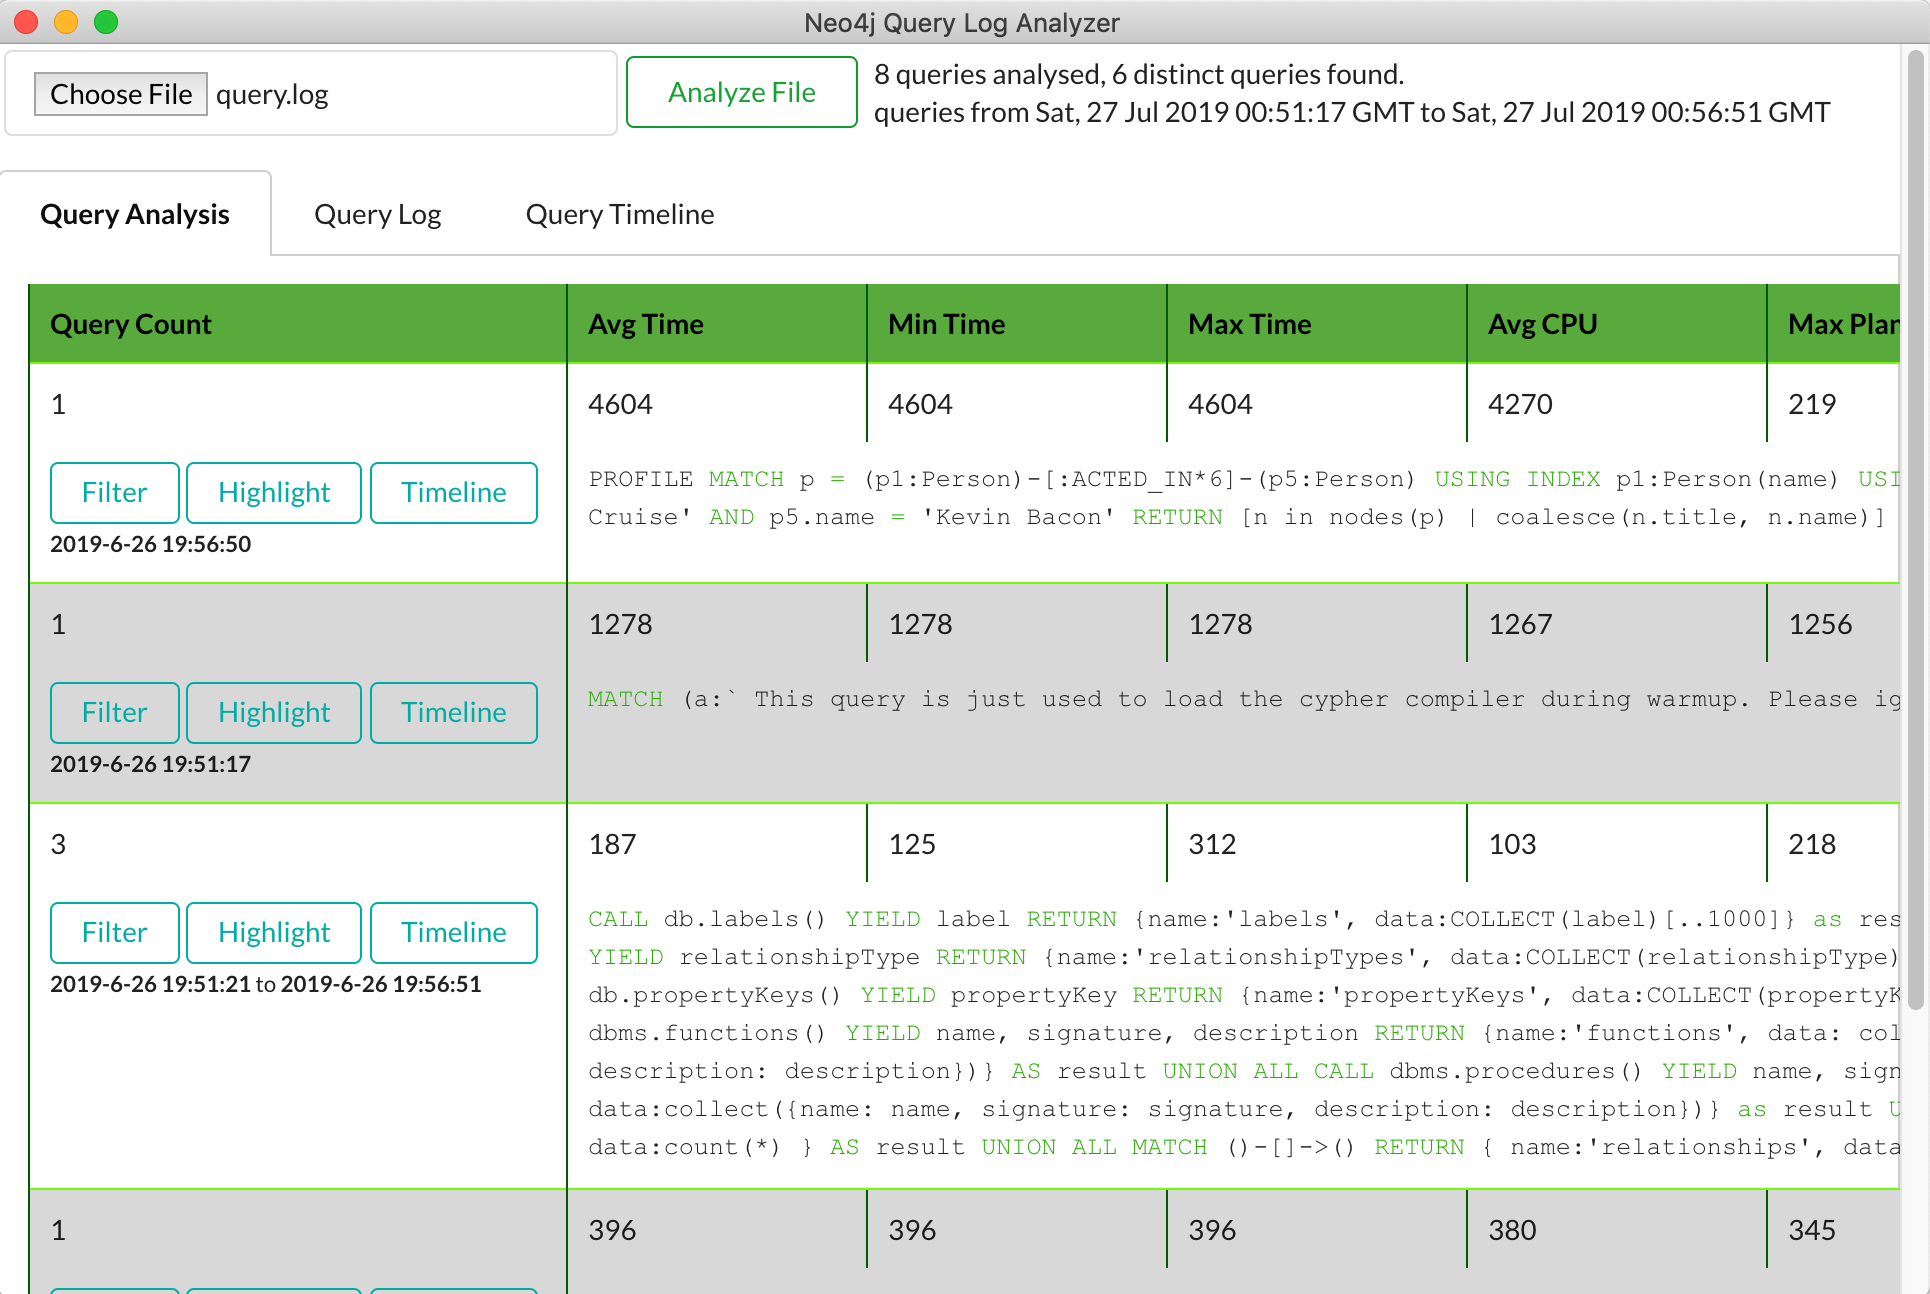 Neo4j Query Log Analyzer
Choose File query.log
Analyze File
8 queries analysed, 6 distinct queries found.
queries from Sat, 27 Jul 2019 00:51:17 GMT to Sat, 27 Jul 2019 00:56:51 GMT
Query Analysis Query Log Query Timeline
Query Count Avg Time Min Time Max Time Avg CPU Max Plan
1 4604 4604 4604 4270 219
Filter Highlight Timeline
2019-6-26 19:56:50
PROFILE MATCH p = (p1:Person)-[:ACTED_IN*6]-(p5:Person) USING INDEX p1:Person(name) USI
Cruise' AND p5.name = 'Kevin Bacon' RETURN [n in nodes(p) | coalesce(n.title, n.name)]
1 1278 1278 1278 1267 1256
Filter Highlight Timeline
2019-6-26 19:51:17
MATCH (a:` This query is just used to load the cypher compiler during warmup. Please ig
3 187 125 312 103 218
Filter Highlight Timeline
2019-6-26 19:51:21 to 2019-6-26 19:56:51
CALL db.labels() YIELD label RETURN {name:'labels', data:COLLECT(label)[..1000]} as res
YIELD relationshipType RETURN {name:'relationshipTypes', data:COLLECT(relationshipType)
db.propertyKeys() YIELD propertyKey RETURN {name:'propertyKeys', data:COLLECT(propertyK
dbms.functions() YIELD name, signature, description RETURN {name:'functions', data: col
description: description})} AS result UNION ALL CALL dbms.procedures() YIELD name, sign
data:collect({name: name, signature: signature, description: description})} as result U
data:count(*) } AS result UNION ALL MATCH ()-[]->() RETURN { name:'relationships', data
1 396 396 396 380 345